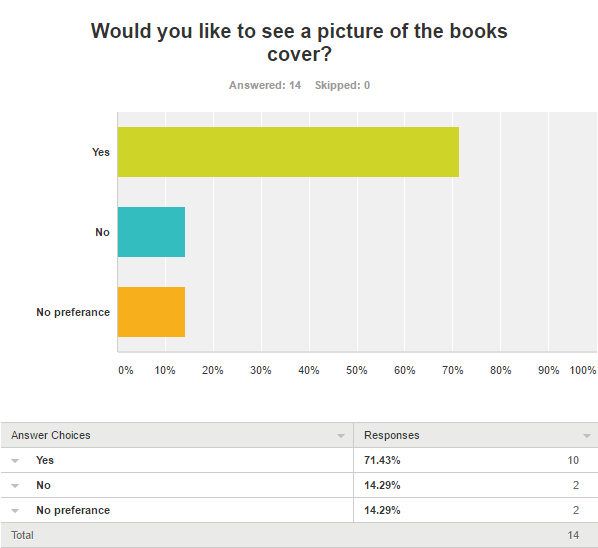 Would you like to see a picture of the books
cover?
Answered: 14 Skipped: 0
Yes
No
No preferance
0% 10% 20% 30% 40% 50% 60% 70% 80% 90% 100%
Answer Choices Responses
Yes 71.43% 10
No 14.29% 2
No preferance 14.29% 2
Total 14